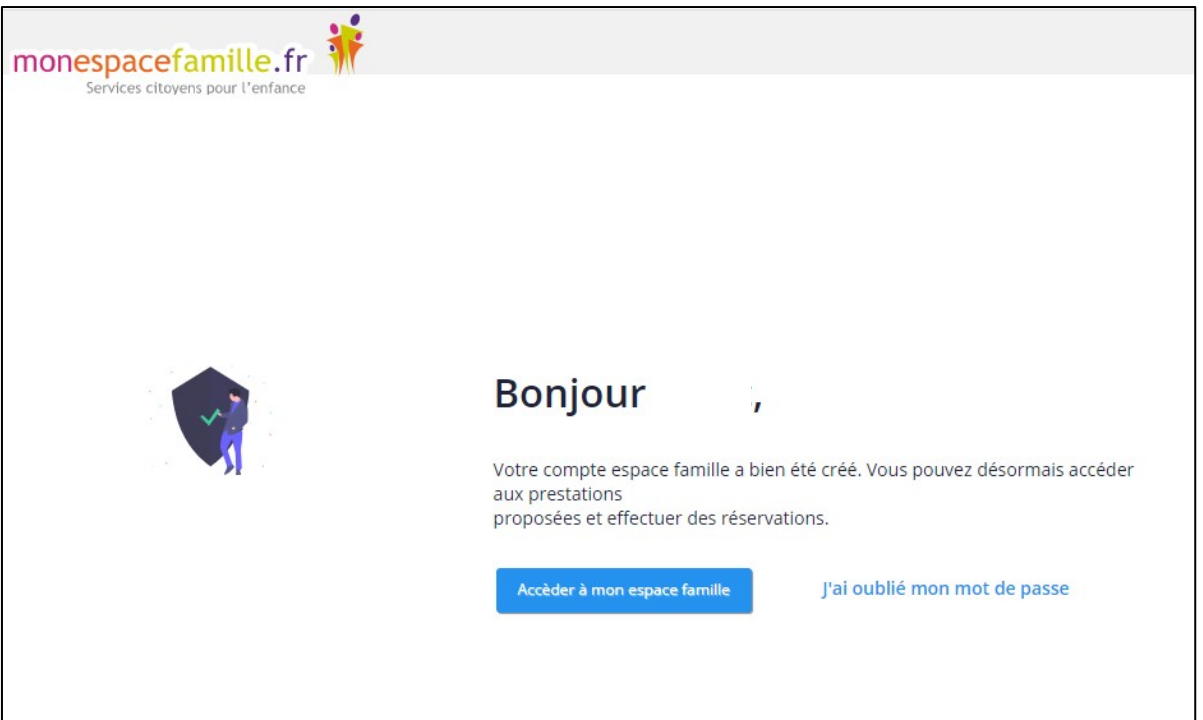 monespacefamille.fr
Services citoyens pour l'enfance
Bonjour ,
Votre compte espace famille a bien été créé. Vous pouvez désormais accéder
aux prestations
proposées et effectuer des réservations.
Accèder à mon espace famille
J'ai oublié mon mot de passe